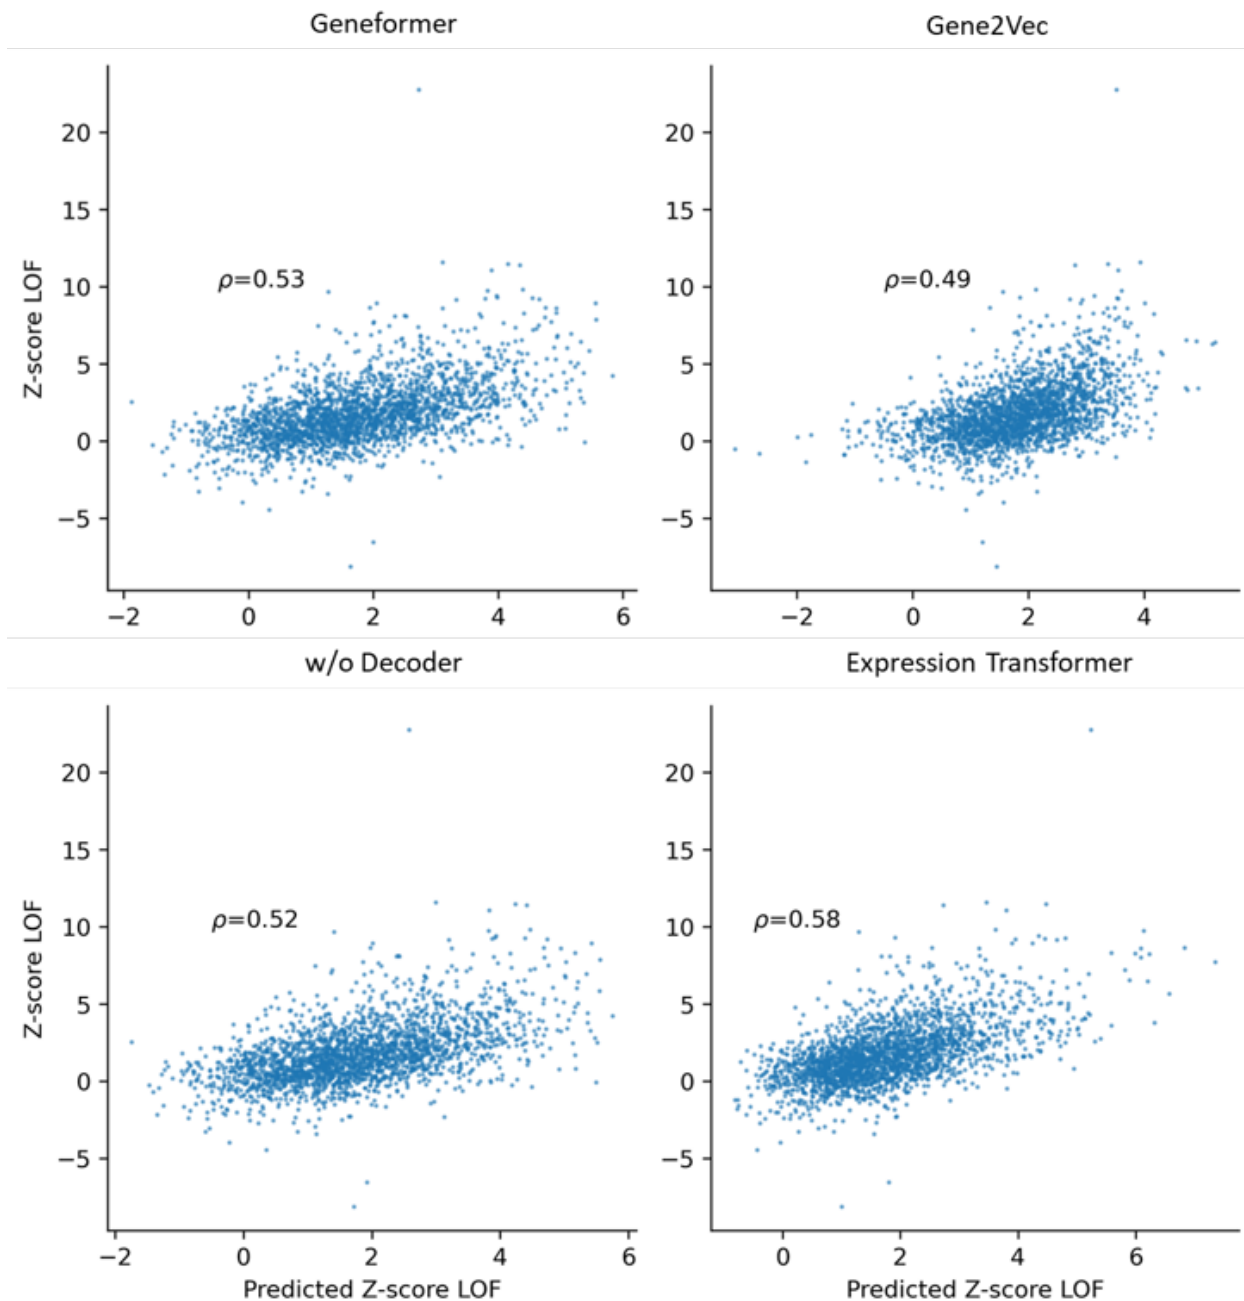 Geneformer
Gene2Vec
20
15
10
5
0
−5
Z-score LOF
ρ=0.53
−2 0 2 4 6
20
15
10
5
0
−5
ρ=0.49
−2 0 2 4
w/o Decoder
Expression Transformer
20
15
10
5
0
−5
Z-score LOF
ρ=0.52
−2 0 2 4 6
Predicted Z-score LOF
20
15
10
5
0
−5
ρ=0.58
0 2 4 6
Predicted Z-score LOF